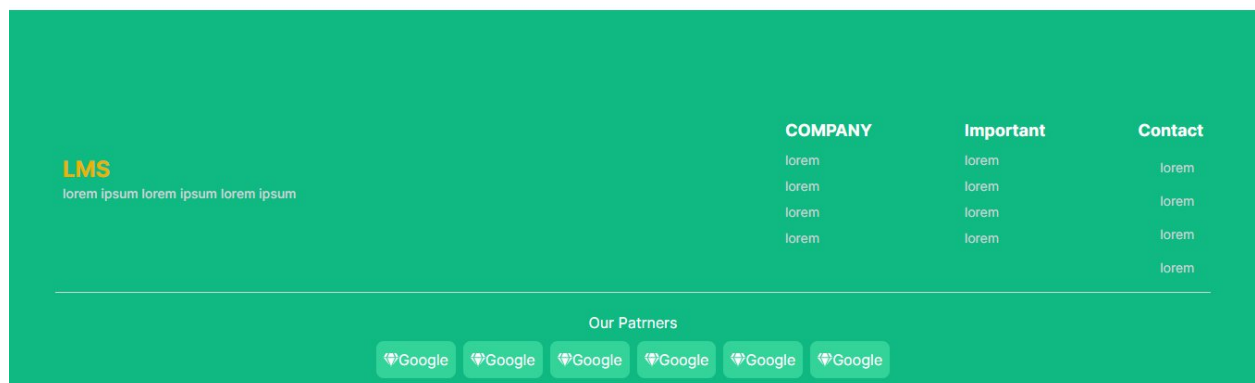 LMS
lorem ipsum lorem ipsum lorem ipsum
COMPANY
lorem
lorem
lorem
lorem
Important
lorem
lorem
lorem
lorem
Contact
lorem
lorem
lorem
lorem
Our Patrners
Google Google Google Google Google Google